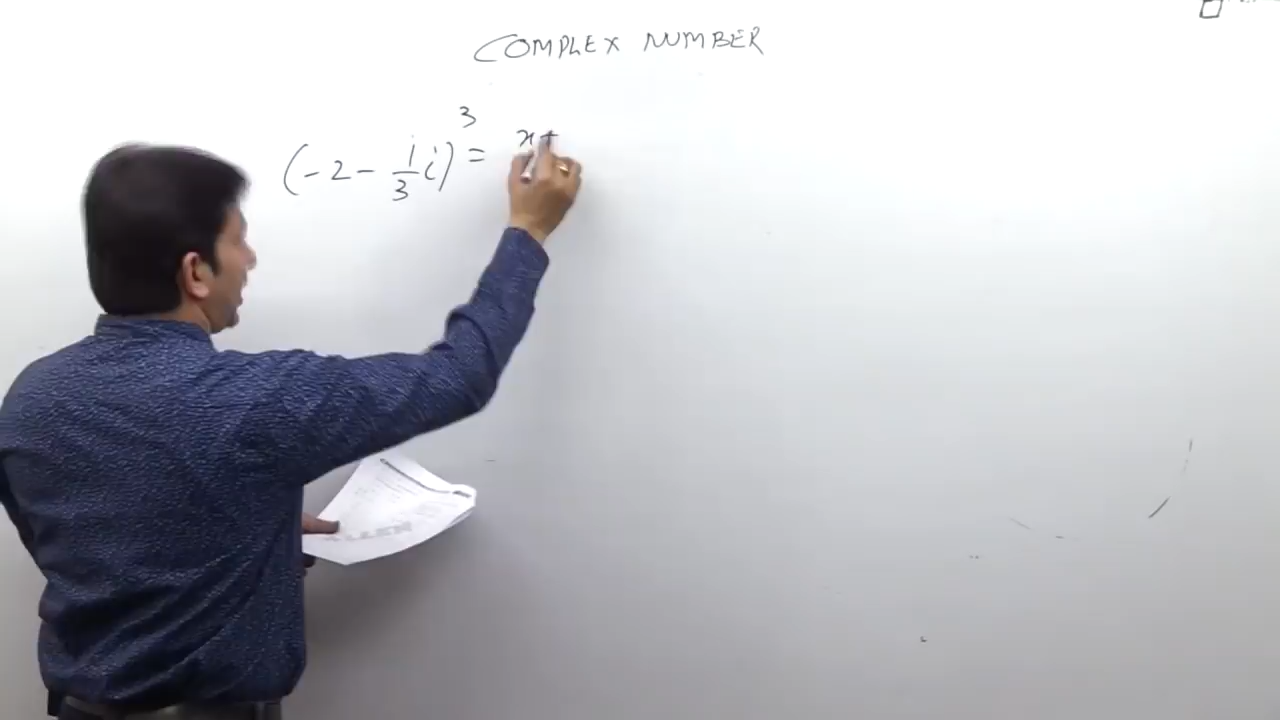 COMPLEX NUMBER
(-2 - 1/3 i)³ = x+